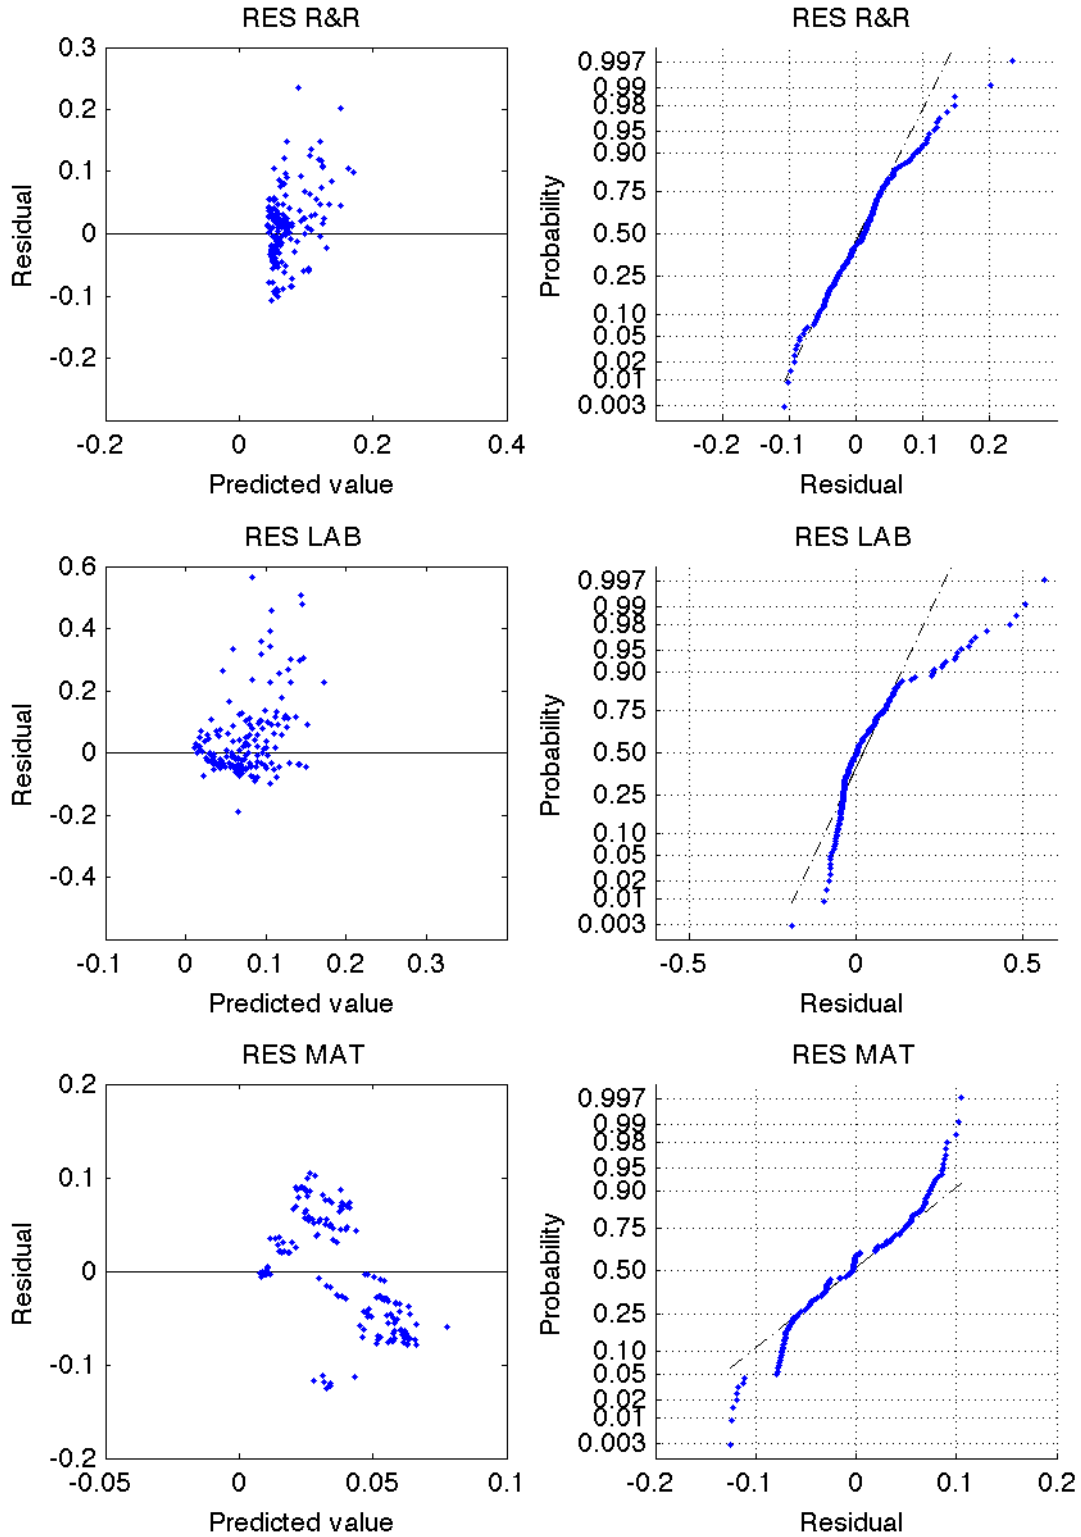 RES R&R
0.3
0.2
0.1
0
-0.1
-0.2
-0.2 0 0.2 0.4
Residual
Predicted value
RES R&R
0.997
0.99
0.98
0.95
0.90
0.75
0.50
0.25
0.10
0.05
0.02
0.01
0.003
-0.2 -0.1 0 0.1 0.2
Probability
Residual
RES LAB
0.6
0.4
0.2
0
-0.2
-0.4
-0.1 0 0.1 0.2 0.3
Residual
Predicted value
RES LAB
0.997
0.99
0.98
0.95
0.90
0.75
0.50
0.25
0.10
0.05
0.02
0.01
0.003
-0.5 0 0.5
Probability
Residual
RES MAT
0.2
0.1
0
-0.1
-0.2
-0.05 0 0.05 0.1
Residual
Predicted value
RES MAT
0.997
0.99
0.98
0.95
0.90
0.75
0.50
0.25
0.10
0.05
0.02
0.01
0.003
-0.2 -0.1 0 0.1 0.2
Probability
Residual